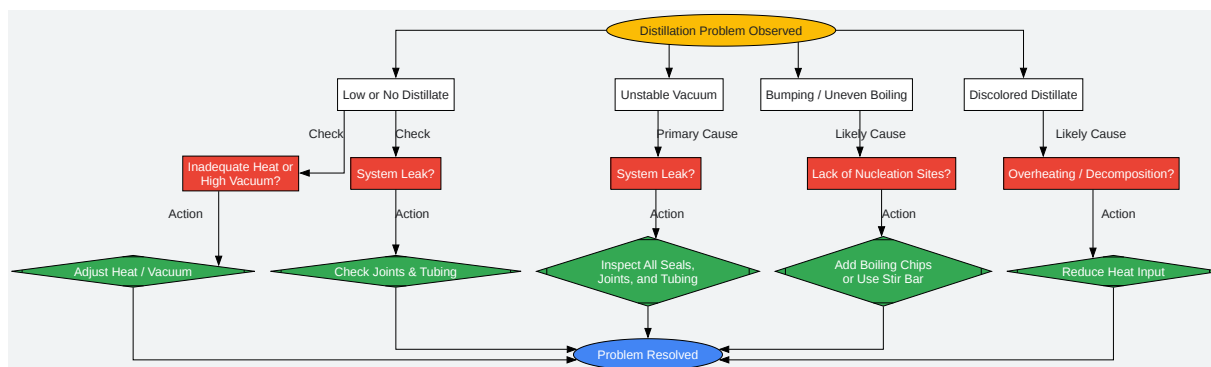 Distillation Problem Observed
Low or No Distillate
Unstable Vacuum
Bumping / Uneven Boiling
Discolored Distillate
Check
Check
Primary Cause
Likely Cause
Likely Cause
Inadequate Heat or
High Vacuum?
System Leak?
System Leak?
Lack of Nucleation Sites?
Overheating / Decomposition?
Action
Action
Action
Action
Action
Adjust Heat / Vacuum
Check Joints & Tubing
Inspect All Seals,
Joints, and Tubing
Add Boiling Chips
or Use Stir Bar
Reduce Heat Input
Problem Resolved